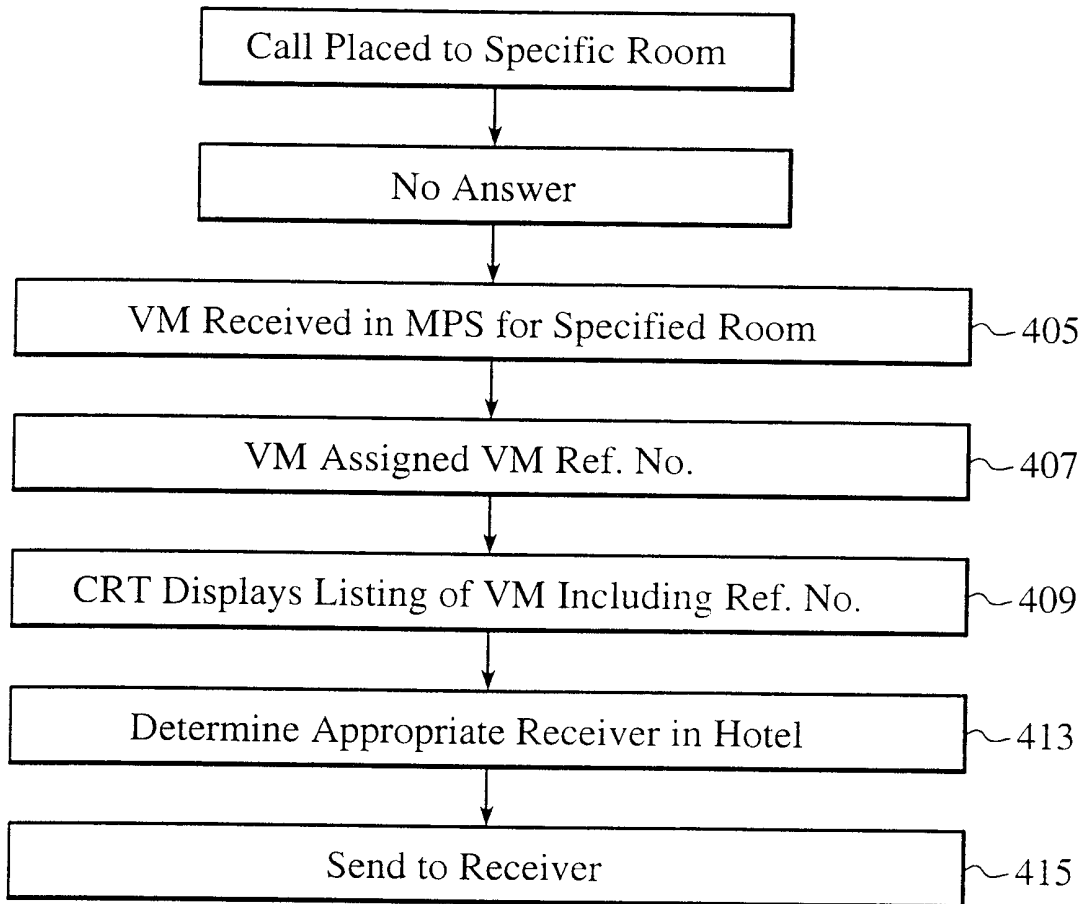 Call Placed to Specific Room
No Answer
VM Received in MPS for Specified Room
405
VM Assigned VM Ref. No.
407
CRT Displays Listing of VM Including Ref. No.
409
Determine Appropriate Receiver in Hotel
413
Send to Receiver
415